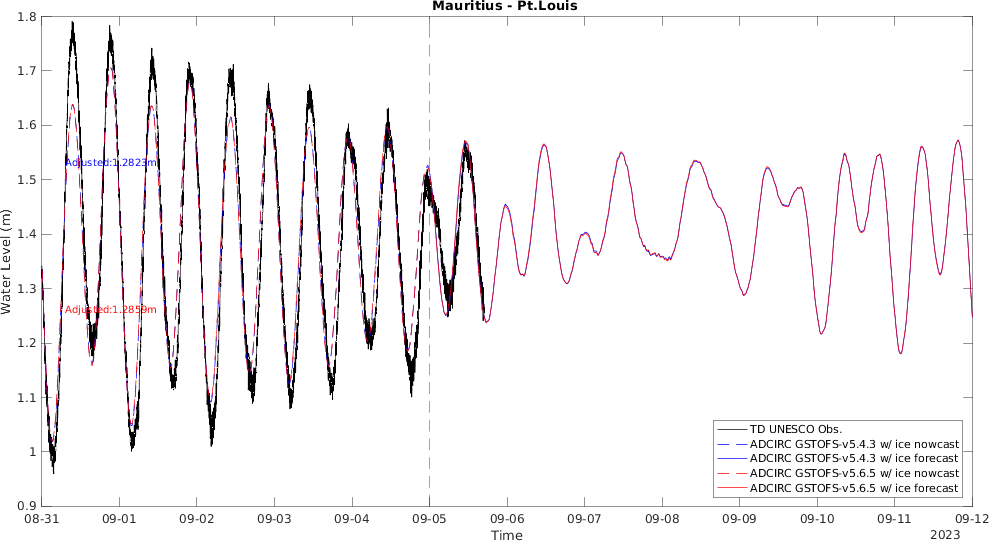 Mauritius - Pt.Louis
1.8
1.7
1.6
1.5
1.4
1.3
1.2
1.1
1
0.9
Water Level (m)
Adjusted:1.2823m
Adjusted:1.2859m
TD UNESCO Obs.
ADCIRC GSTOFS-v5.4.3 w/ ice nowcast
ADCIRC GSTOFS-v5.4.3 w/ ice forecast
ADCIRC GSTOFS-v5.6.5 w/ ice nowcast
ADCIRC GSTOFS-v5.6.5 w/ ice forecast
08-31 09-01 09-02 09-03 09-04 09-05 09-06 09-07 09-08 09-09 09-10 09-11 09-12
Time
2023